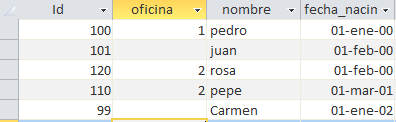 Id oficina nombre fecha_nacin
100 1 pedro 01-ene-00
101 juan 01-feb-00
120 2 rosa 01-feb-00
110 2 pepe 01-mar-01
99 Carmen 01-ene-02